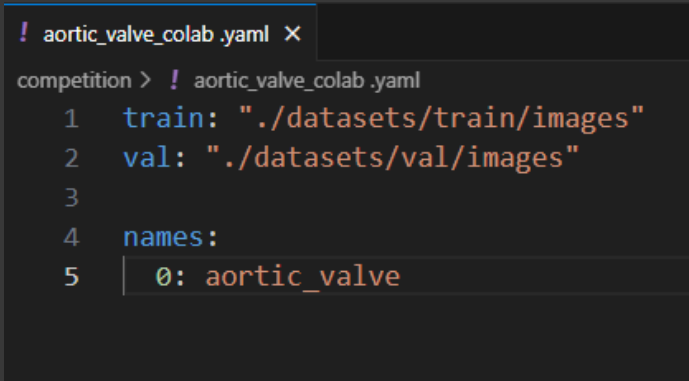 ! aortic_valve_colab .yaml ×
competition > ! aortic_valve_colab .yaml
1 train: "./datasets/train/images"
2 val: "./datasets/val/images"
3
4 names:
5   0: aortic_valve